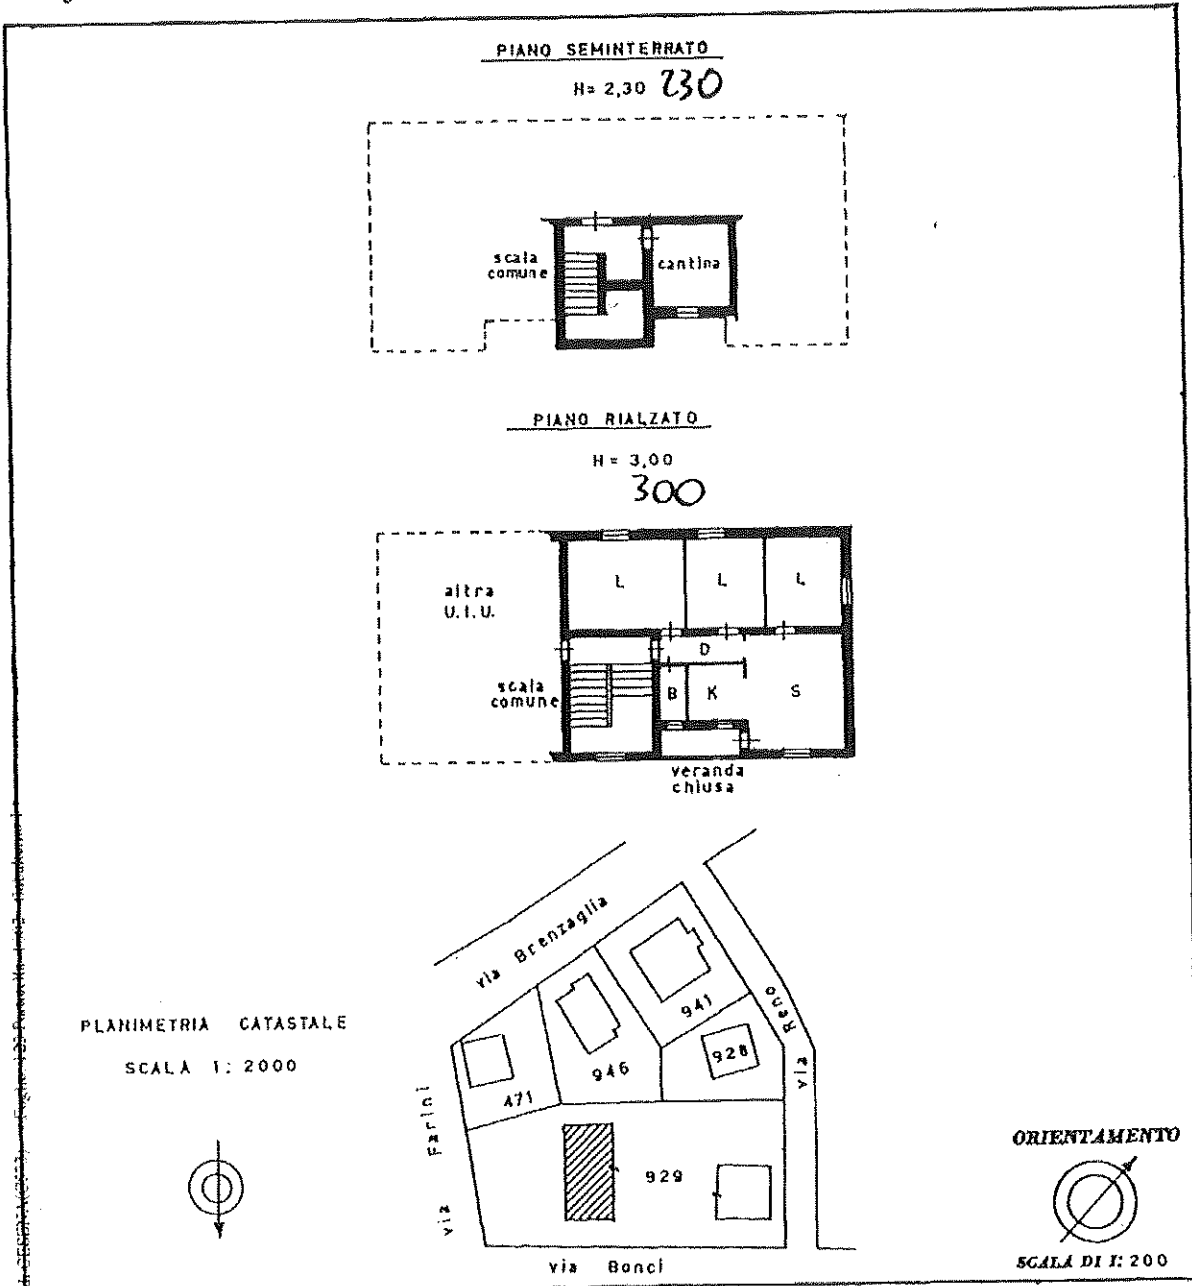 PIANO SEMINTERRATO
H= 2,30 230
scala
comune
cantina
PIANO RIALZATO
H = 3,00
300
altra
U.I.U.
L
L
L
D
scala
comune
B
K
S
veranda
chiusa
via Brenzaglia
941
via Reno
928
946
471
via Farini
929
via Bonci
PLANIMETRIA CATASTALE
SCALA 1: 2000
ORIENTAMENTO
SCALA DI 1: 200